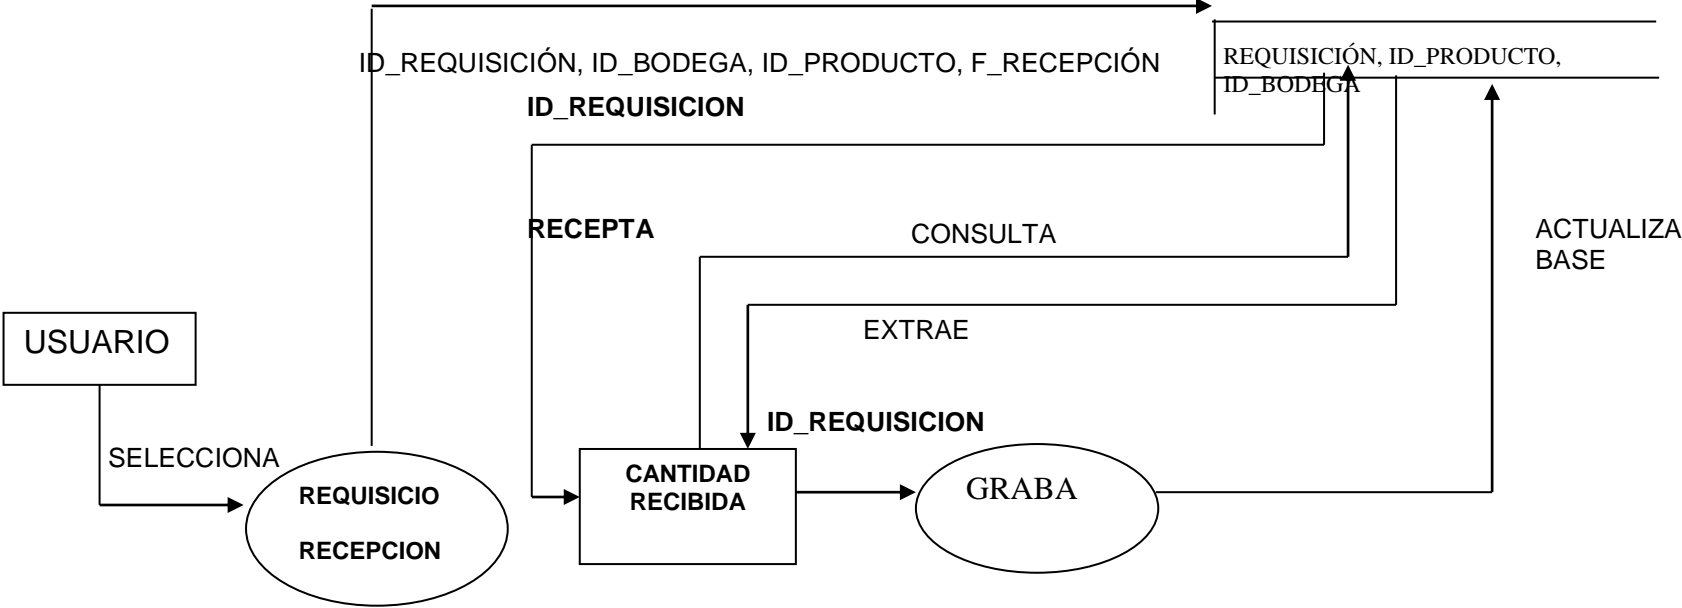 ID_REQUISICIÓN, ID_BODEGA, ID_PRODUCTO, F_RECEPCIÓN
REQUISICIÓN, ID_PRODUCTO,
ID_BODEGA
ID_REQUISICION
RECEPTA
CONSULTA
ACTUALIZA
BASE
EXTRAE
USUARIO
ID_REQUISICION
SELECCIONA
REQUISICIO
RECEPCION
CANTIDAD
RECIBIDA
GRABA